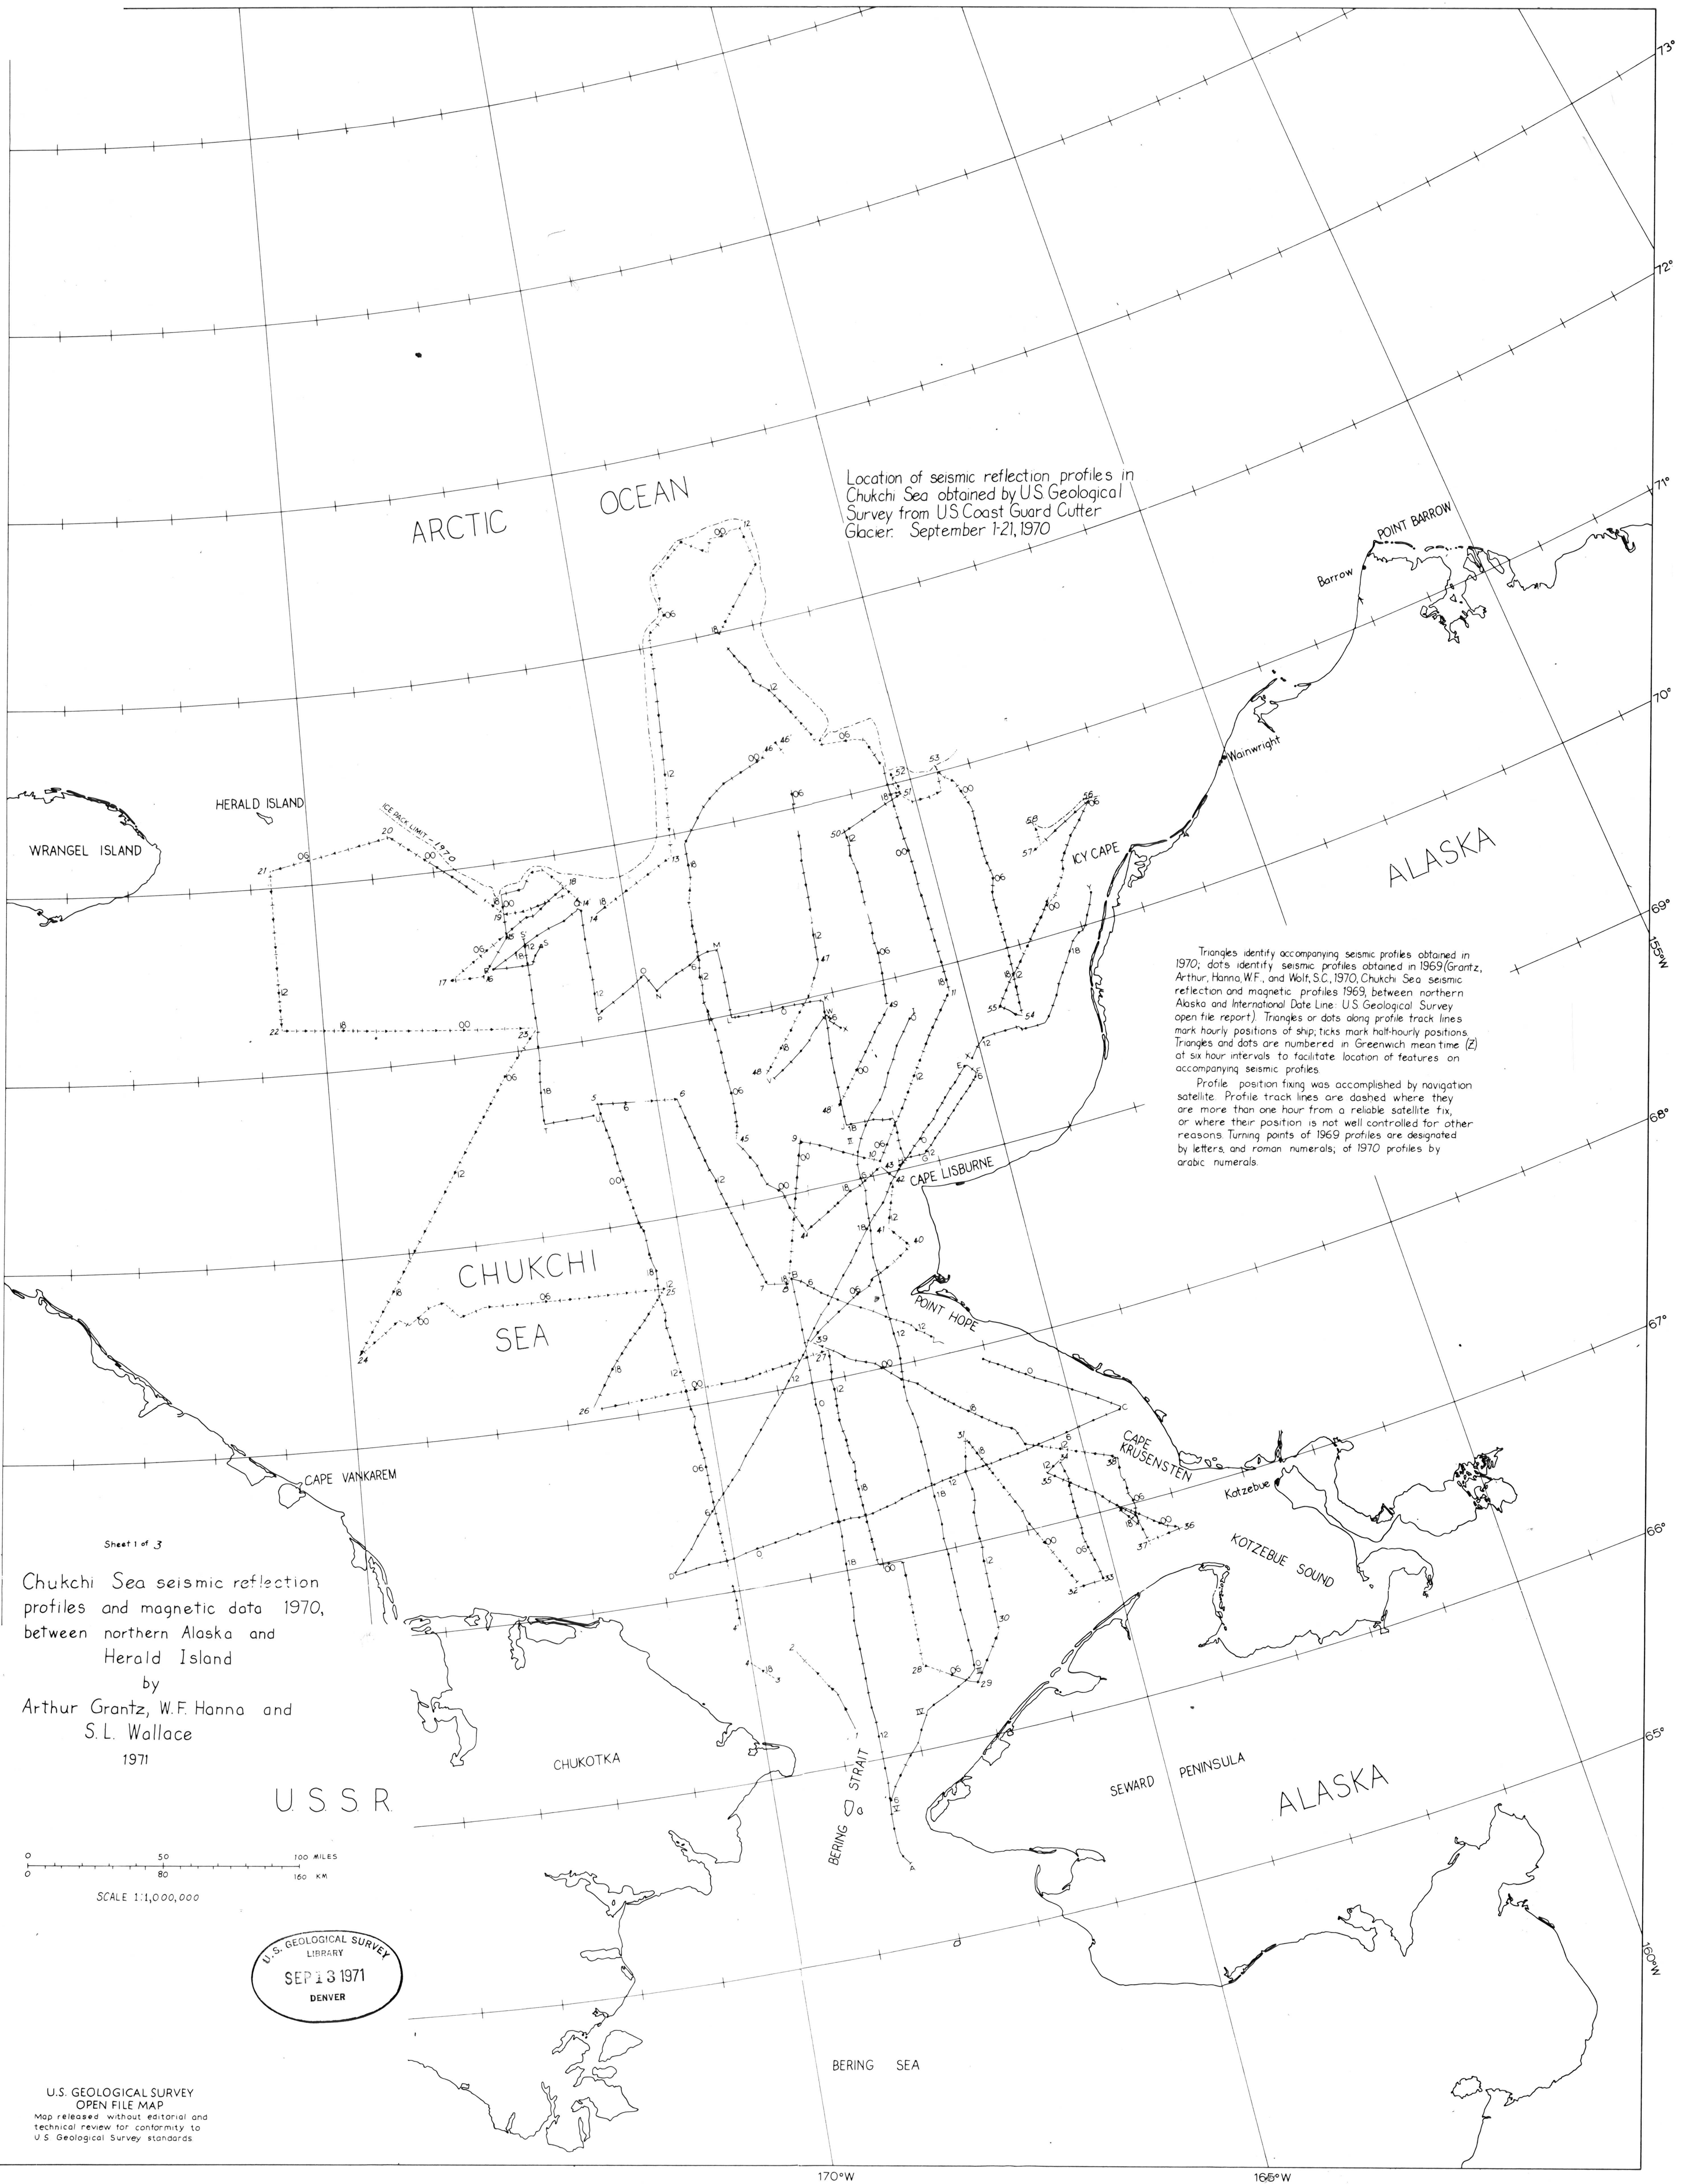 73°
72°
71°
70°
69°
155°W
68°
67°
66°
65°
160°W
170°W
165°W
ARCTIC OCEAN
Location of seismic reflection profiles in
Chukchi Sea obtained by U.S. Geological
Survey from U.S. Coast Guard Cutter
Glacier. September 1-21, 1970
POINT BARROW
Barrow
Wainwright
ICY CAPE
ALASKA
HERALD ISLAND
WRANGEL ISLAND
ICE PACK LIMIT - 1970
Triangles identify accompanying seismic profiles obtained in
1970; dots identify seismic profiles obtained in 1969 (Grantz,
Arthur, Hanna, W.F., and Wolf, S.C., 1970, Chukchi Sea seismic
reflection and magnetic profiles 1969, between northern
Alaska and International Date Line: U.S. Geological Survey
open file report). Triangles or dots along profile track lines
mark hourly positions of ship; ticks mark half-hourly positions.
Triangles and dots are numbered in Greenwich mean time (Z)
at six hour intervals to facilitate location of features on
accompanying seismic profiles.
Profile position fixing was accomplished by navigation
satellite. Profile track lines are dashed where they
are more than one hour from a reliable satellite fix,
or where their position is not well controlled for other
reasons. Turning points of 1969 profiles are designated
by letters, and roman numerals; of 1970 profiles by
arabic numerals.
CAPE LISBURNE
CHUKCHI
SEA
POINT HOPE
CAPE
KRUSENSTEN
Kotzebue
KOTZEBUE SOUND
CAPE VANKAREM
Sheet 1 of 3
Chukchi Sea seismic reflection
profiles and magnetic data 1970,
between northern Alaska and
Herald Island
by
Arthur Grantz, W.F. Hanna and
S.L. Wallace
1971
U.S.S.R.
CHUKOTKA
BERING STRAIT
SEWARD PENINSULA
ALASKA
0 50 100 MILES
0 80 160 KM
SCALE 1:1,000,000
U.S. GEOLOGICAL SURVEY
LIBRARY
SEP 13 1971
DENVER
BERING SEA
U.S. GEOLOGICAL SURVEY
OPEN FILE MAP
Map released without editorial and
technical review for conformity to
U.S. Geological Survey standards.